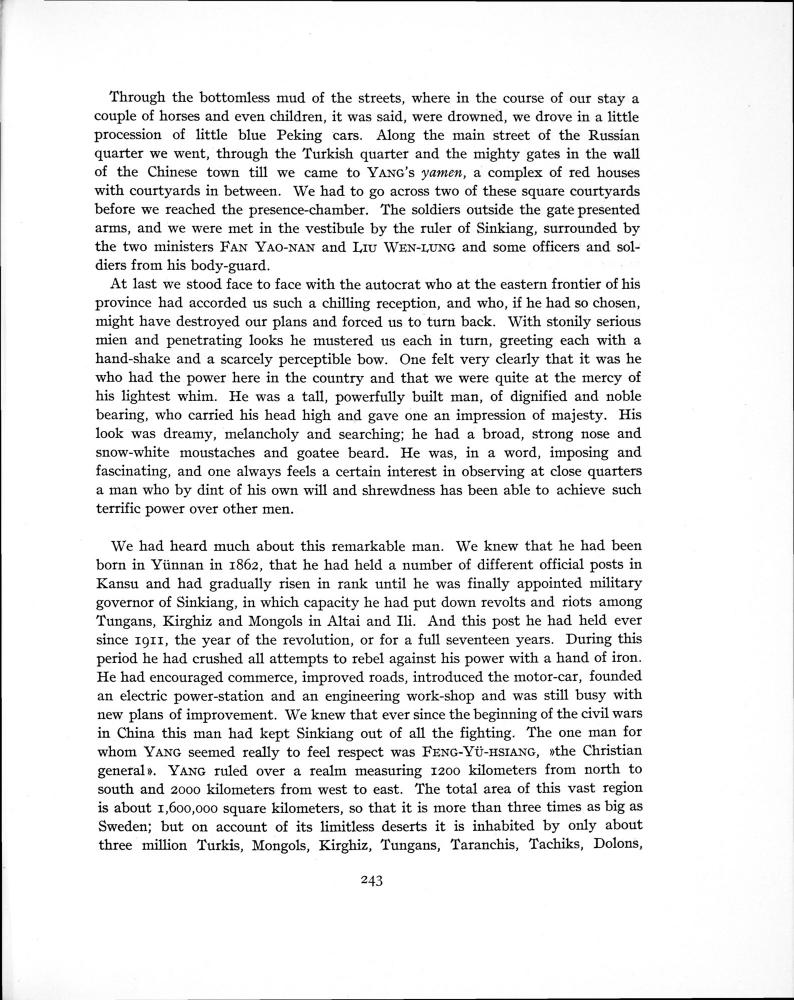 Through the bottomless mud of the streets, where in the course of our stay a
couple of horses and even children, it was said, were drowned, we drove in a little
procession of little blue Peking cars. Along the main street of the Russian
quarter we went, through the Turkish quarter and the mighty gates in the wall
of the Chinese town till we came to YANG's yamen, a complex of red houses
with courtyards in between. We had to go across two of these square courtyards
before we reached the presence-chamber. The soldiers outside the gate presented
arms, and we were met in the vestibule by the ruler of Sinkiang, surrounded by
the two ministers FAN YAO-NAN and LIU WEN-LUNG and some officers and sol-
diers from his body-guard.
At last we stood face to face with the autocrat who at the eastern frontier of his
province had accorded us such a chilling reception, and who, if he had so chosen,
might have destroyed our plans and forced us to turn back. With stonily serious
mien and penetrating looks he mustered us each in turn, greeting each with a
hand-shake and a scarcely perceptible bow. One felt very clearly that it was he
who had the power here in the country and that we were quite at the mercy of
his lightest whim. He was a tall, powerfully built man, of dignified and noble
bearing, who carried his head high and gave one an impression of majesty. His
look was dreamy, melancholy and searching; he had a broad, strong nose and
snow-white moustaches and goatee beard. He was, in a word, imposing and
fascinating, and one always feels a certain interest in observing at close quarters
a man who by dint of his own will and shrewdness has been able to achieve such
terrific power over other men.
We had heard much about this remarkable man. We knew that he had been
born in Yünnan in 1862, that he had held a number of different official posts in
Kansu and had gradually risen in rank until he was finally appointed military
governor of Sinkiang, in which capacity he had put down revolts and riots among
Tungans, Kirghiz and Mongols in Altai and Ili. And this post he had held ever
since 1911, the year of the revolution, or for a full seventeen years. During this
period he had crushed all attempts to rebel against his power with a hand of iron.
He had encouraged commerce, improved roads, introduced the motor-car, founded
an electric power-station and an engineering work-shop and was still busy with
new plans of improvement. We knew that ever since the beginning of the civil wars
in China this man had kept Sinkiang out of all the fighting. The one man for
whom YANG seemed really to feel respect was FENG-YÜ-HSIANG, »the Christian
general». YANG ruled over a realm measuring 1200 kilometers from north to
south and 2000 kilometers from west to east. The total area of this vast region
is about 1,600,000 square kilometers, so that it is more than three times as big as
Sweden; but on account of its limitless deserts it is inhabited by only about
three million Turkis, Mongols, Kirghiz, Tungans, Taranchis, Tachiks, Dolons,
243